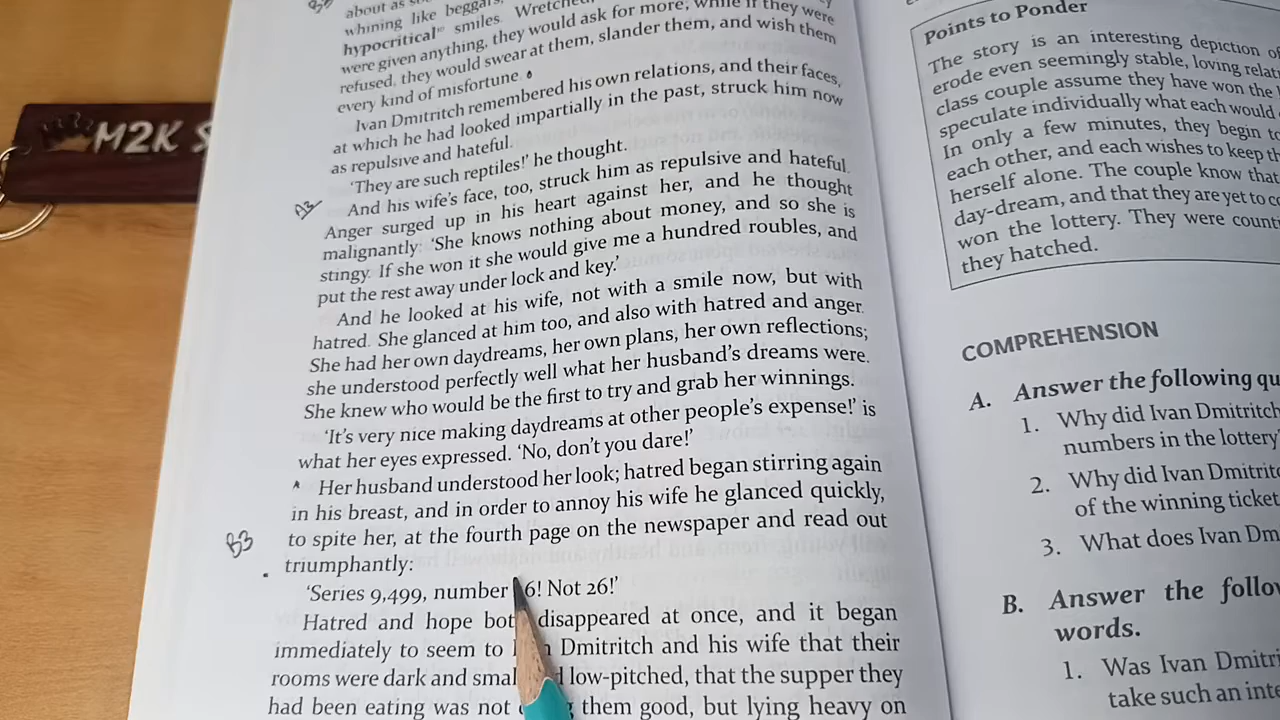 about as
whining like beggars,
hypocritical smiles. Wretched
were given anything, they would ask for more; while if they were
refused, they would swear at them, slander them, and wish them
every kind of misfortune.
Ivan Dmitritch remembered his own relations, and their faces,
at which he had looked impartially in the past, struck him now
as repulsive and hateful.
'They are such reptiles!' he thought.
And his wife's face, too, struck him as repulsive and hateful.
Anger surged up in his heart against her, and he thought
malignantly: 'She knows nothing about money, and so she is
stingy. If she won it she would give me a hundred roubles, and
put the rest away under lock and key.'
And he looked at his wife, not with a smile now, but with
hatred. She glanced at him too, and also with hatred and anger.
She had her own daydreams, her own plans, her own reflections;
she understood perfectly well what her husband's dreams were.
She knew who would be the first to try and grab her winnings.
'It's very nice making daydreams at other people's expense!' is
what her eyes expressed. 'No, don't you dare!'
Her husband understood her look; hatred began stirring again
in his breast, and in order to annoy his wife he glanced quickly,
to spite her, at the fourth page on the newspaper and read out
triumphantly:
'Series 9,499, number 6! Not 26!'
Hatred and hope disappeared at once, and it began
immediately to seem to Dmitritch and his wife that their
rooms were dark and low-pitched, that the supper they
had been eating was not them good, but lying heavy on
B3
M2K S
Points to Ponder
The story is an interesting depiction of
erode even seemingly stable, loving
class couple assume they have won the
speculate individually what each would
In only a few minutes, they begin to
each other, and each wishes to keep
herself alone. The couple know that
day-dream, and that they are yet to
won the lottery. They were
they hatched.
COMPREHENSION
A. Answer the following
1. Why did Ivan Dmitritch
numbers in the lottery
2. Why did Ivan
of the winning ticket
3. What does Ivan
B. Answer the
words.
1. Was Ivan
take such an